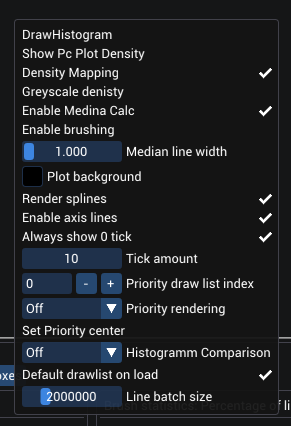 DrawHistogram
Show Pc Plot Density
Density Mapping
Greyscale denisty
Enable Medina Calc
Enable brushing
1.000 Median line width
Plot background
Render splines
Enable axis lines
Always show 0 tick
10 Tick amount
0 - + Priority draw list index
Off Priority rendering
Set Priority center
Off Histogramm Comparison
Default drawlist on load
2000000 Line batch size